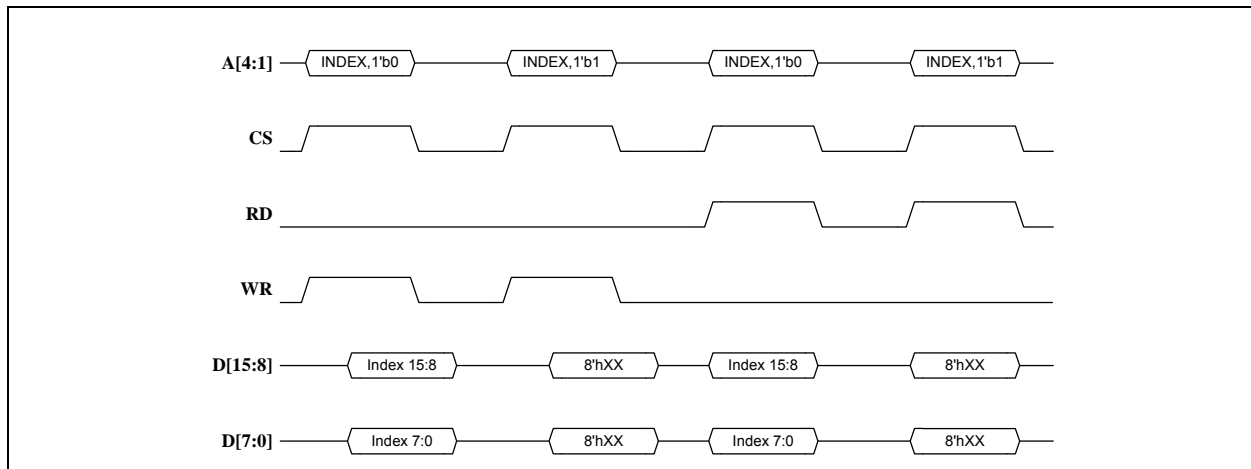 A[4:1] INDEX,1'b0 INDEX,1'b1 INDEX,1'b0 INDEX,1'b1
CS
RD
WR
D[15:8] Index 15:8 8'hXX Index 15:8 8'hXX
D[7:0] Index 7:0 8'hXX Index 7:0 8'hXX